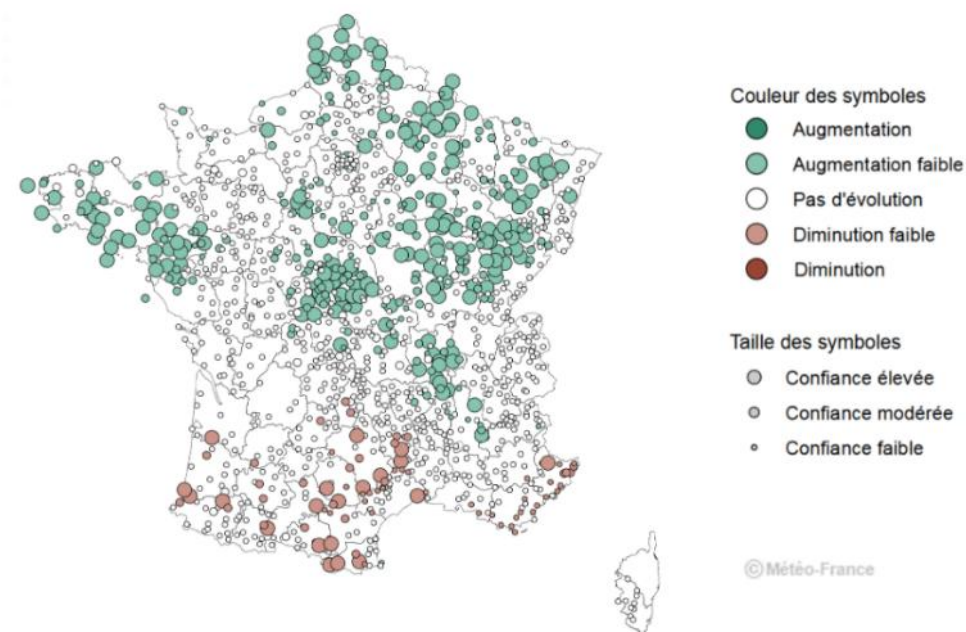 Couleur des symboles
Augmentation
Augmentation faible
Pas d'évolution
Diminution faible
Diminution
Taille des symboles
Confiance élevée
Confiance modérée
Confiance faible
© Météo-France